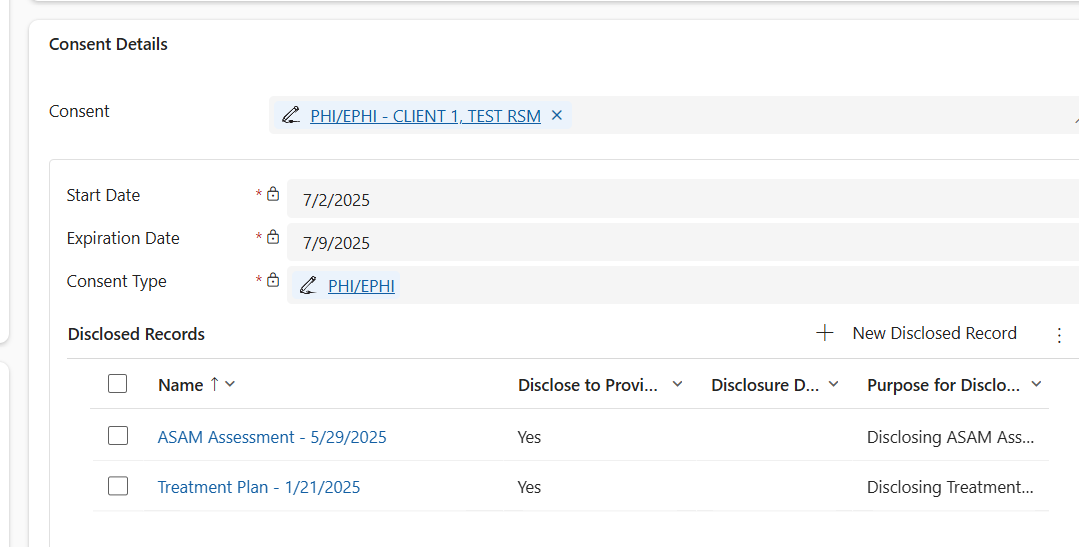 Consent Details
Consent PHI/EPHI - CLIENT 1, TEST RSM ✕
Start Date * 7/2/2025
Expiration Date * 7/9/2025
Consent Type * PHI/EPHI
Disclosed Records + New Disclosed Record ⋮
Name ↑ Disclose to Provi... Disclosure D... Purpose for Disclo...
ASAM Assessment - 5/29/2025 Yes Disclosing ASAM Ass...
Treatment Plan - 1/21/2025 Yes Disclosing Treatment...